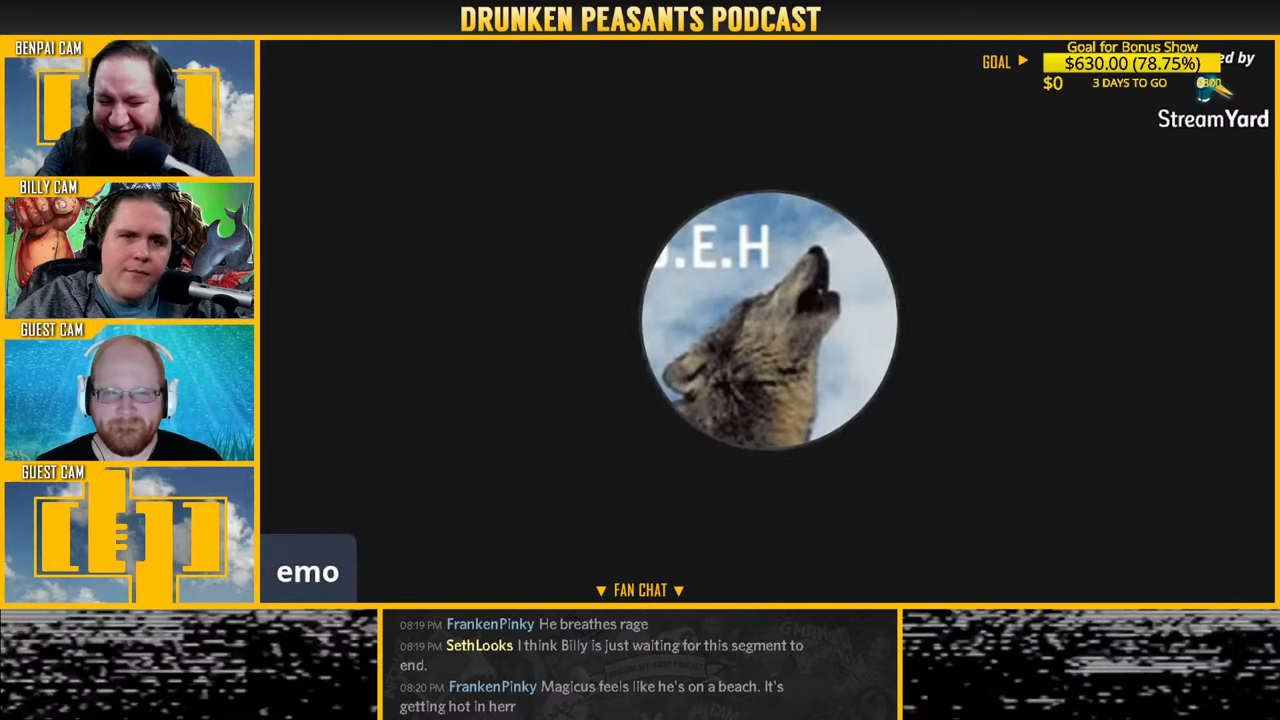 DRUNKEN PEASANTS PODCAST
BENPAI CAM
BILLY CAM
GUEST CAM
GUEST CAM
GOAL ▶
Goal for Bonus Show
$630.00 (78.75%)
$0
3 DAYS TO GO
ed by
StreamYard
.E.H
emo
▼ FAN CHAT ▼
08:19 PM FrankenPinky He breathes rage
08:19 PM SethLooks I think Billy is just waiting for this segment to
end.
08:20 PM FrankenPinky Magicus feels like he's on a beach. It's
getting hot in herr